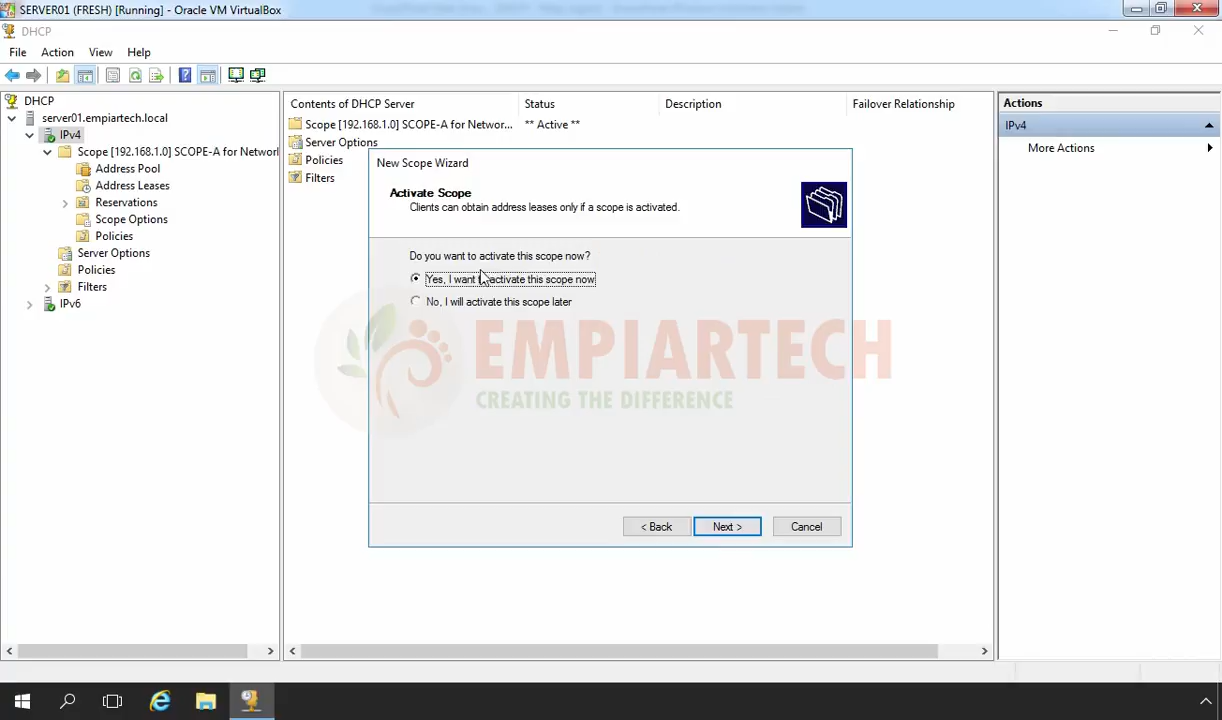 SERVER01 (FRESH) [Running] - Oracle VM VirtualBox
DHCP
File Action View Help
DHCP
server01.empiartech.local
IPv4
Scope [192.168.1.0] SCOPE-A for Network
Address Pool
Address Leases
Reservations
Scope Options
Policies
Server Options
Policies
Filters
IPv6
Contents of DHCP Server Status Description Failover Relationship
Scope [192.168.1.0] SCOPE-A for Networ... ** Active **
Server Options
Policies
Filters
New Scope Wizard
Activate Scope
Clients can obtain address leases only if a scope is activated.
Do you want to activate this scope now?
Yes, I want activate this scope now
No, I will activate this scope later
EMPIARTECH
CREATING THE DIFFERENCE
< Back Next > Cancel
Actions
IPv4
More Actions